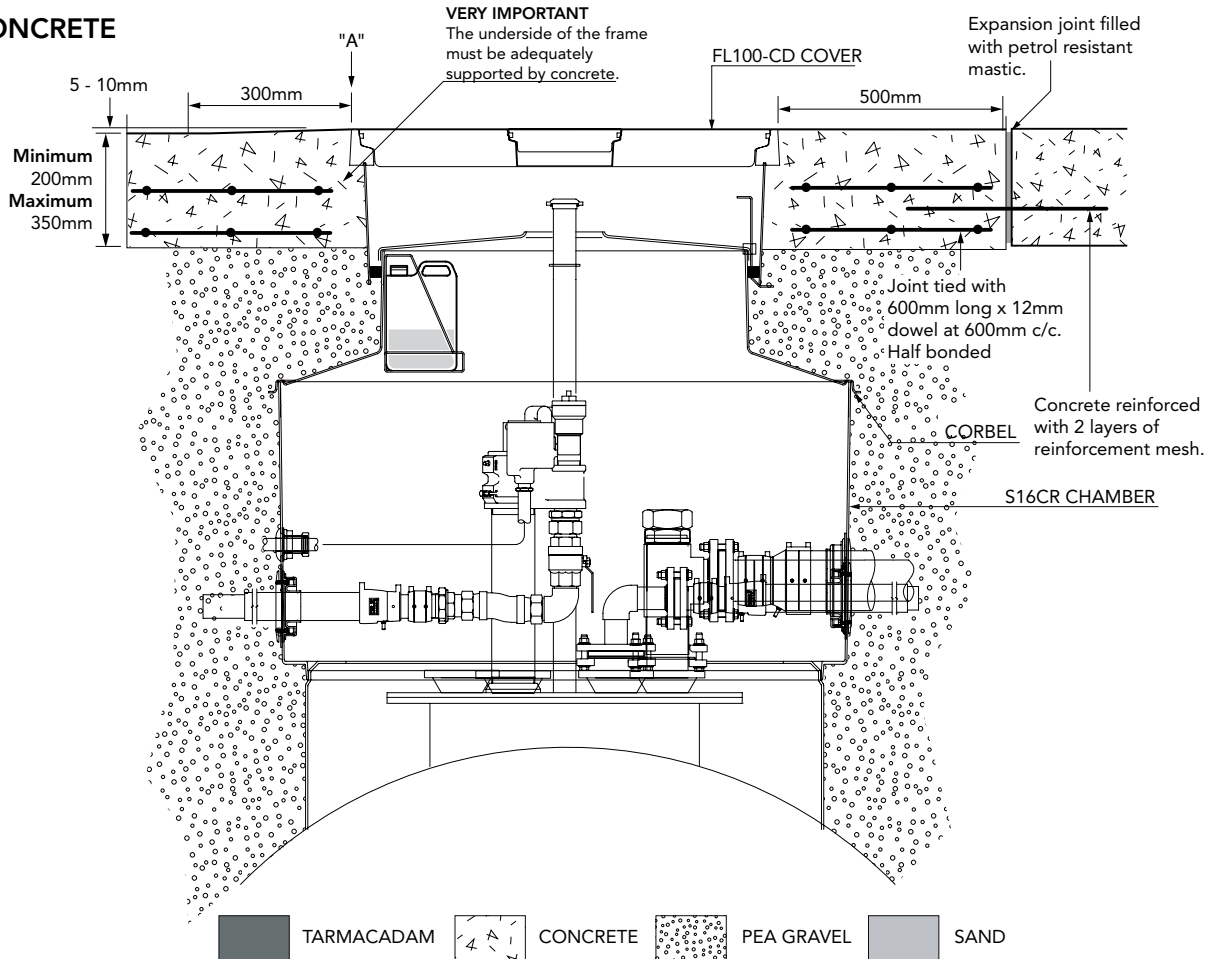 ONCRETE
VERY IMPORTANT
The underside of the frame
must be adequately
supported by concrete.
"A"
FL100-CD COVER
Expansion joint filled
with petrol resistant
mastic.
5 - 10mm
300mm
500mm
Minimum
200mm
Maximum
350mm
Joint tied with
600mm long x 12mm
dowel at 600mm c/c.
Half bonded
Concrete reinforced
with 2 layers of
reinforcement mesh.
CORBEL
S16CR CHAMBER
TARMACADAM
CONCRETE
PEA GRAVEL
SAND